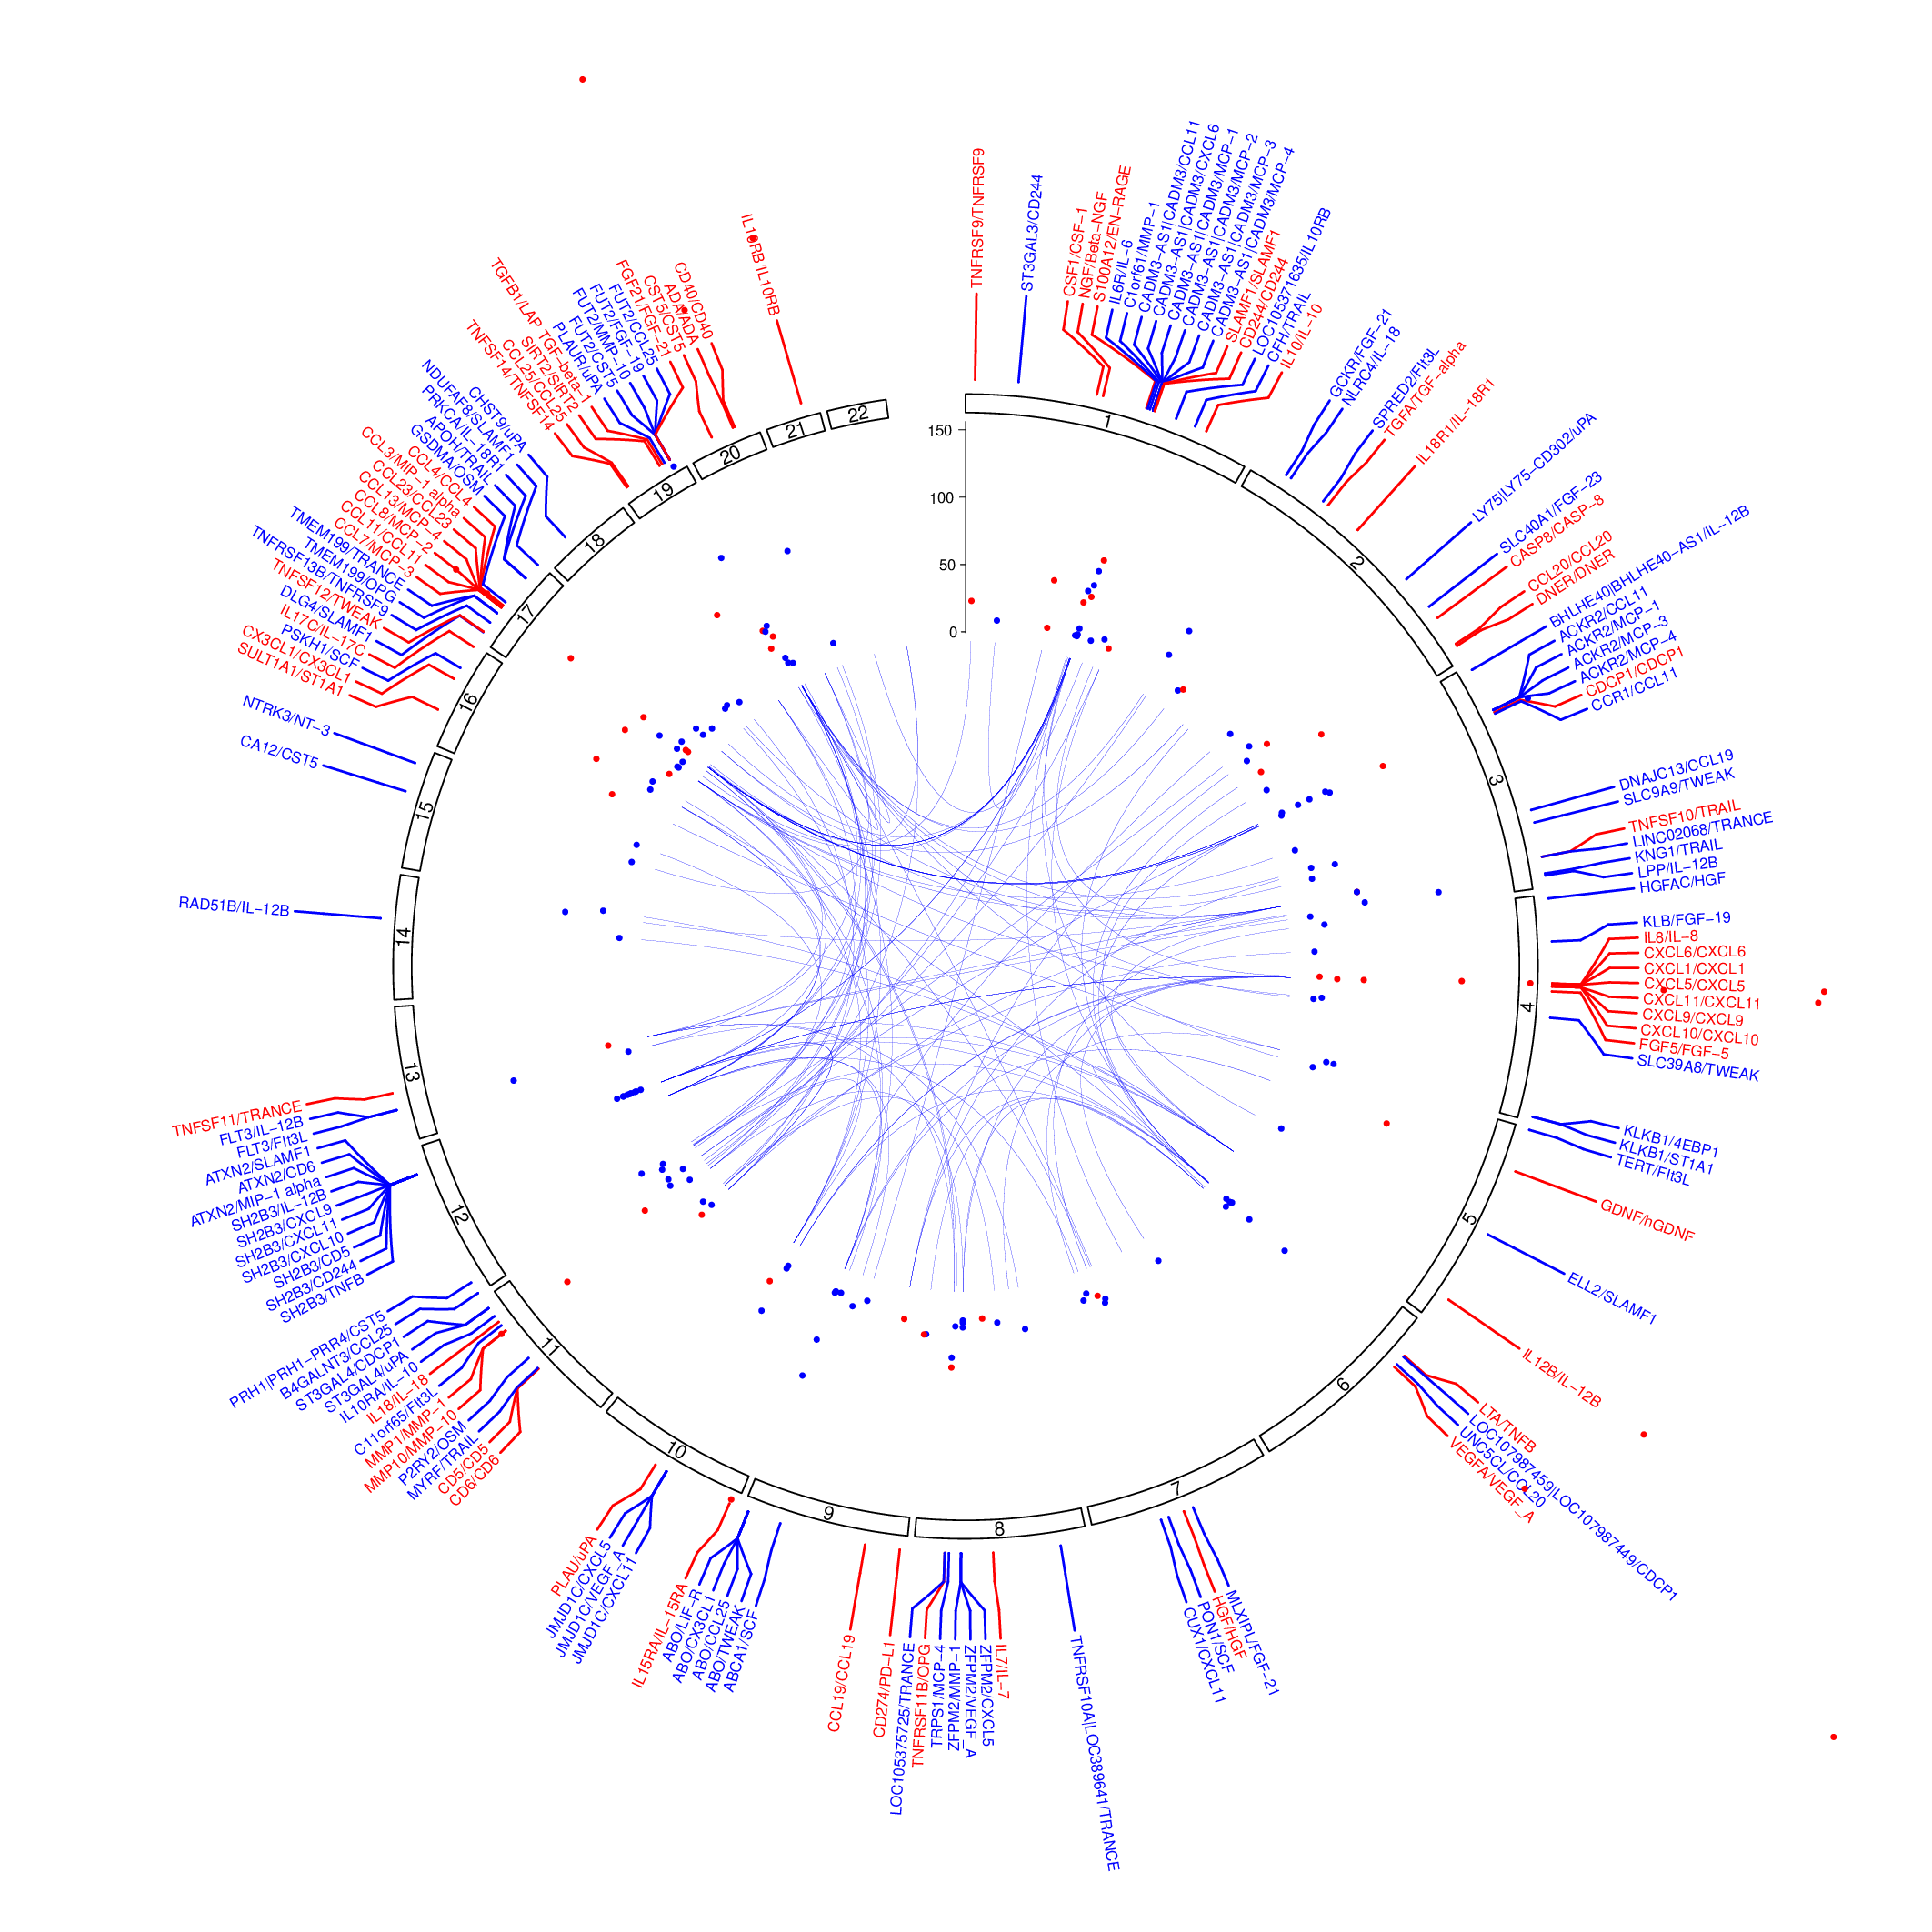 TNFRSF9/TNFRSF9
ST3GAL3/CD244
CSF1/CSF−1
NGF/Beta−NGF
S100A12/EN−RAGE
IL6R/IL−6
C1orf61/MMP−1
CADM3−AS1|CADM3/CCL11
CADM3−AS1|CADM3/CXCL6
CADM3−AS1|CADM3/MCP−1
CADM3−AS1|CADM3/MCP−2
CADM3−AS1|CADM3/MCP−3
CADM3−AS1|CADM3/MCP−4
SLAMF1/SLAMF1
CD244/CD244
LOC105371635/IL10RB
CFH/TRAIL
IL10/IL−10
GCKR/FGF−21
NLRC4/IL−18
SPRED2/Flt3L
TGFA/TGF−alpha
IL18R1/IL−18R1
LY75|LY75−CD302/uPA
SLC40A1/FGF−23
CASP8/CASP−8
CCL20/CCL20
DNER/DNER
BHLHE40|BHLHE40−AS1/IL−12B
ACKR2/CCL11
ACKR2/MCP−1
ACKR2/MCP−3
ACKR2/MCP−4
CDCP1/CDCP1
CCR1/CCL11
DNAJC13/CCL19
SLC9A9/TWEAK
TNFSF10/TRAIL
LINC02068/TRANCE
KNG1/TRAIL
LPP/IL−12B
HGFAC/HGF
KLB/FGF−19
IL8/IL−8
CXCL6/CXCL6
CXCL1/CXCL1
CXCL5/CXCL5
CXCL11/CXCL11
CXCL9/CXCL9
CXCL10/CXCL10
FGF5/FGF−5
SLC39A8/TWEAK
KLKB1/4EBP1
KLKB1/ST1A1
TERT/Flt3L
GDNF/hGDNF
ELL2/SLAMF1
IL12B/IL−12B
LTA/TNFB
LOC107987459|LOC107987449/CDCP1
UNC5CL/CCL20
VEGFA/VEGF_A
MLXIPL/FGF−21
HGF/HGF
PON1/SCF
CUX1/CXCL11
TNFRSF10A|LOC389641/TRANCE
IL7/IL−7
ZFPM2/CXCL5
ZFPM2/VEGF_A
ZFPM2/MMP−1
TRPS1/MCP−4
TNFRSF11B/OPG
LOC105375725/TRANCE
CD274/PD−L1
CCL19/CCL19
ABCA1/SCF
ABO/TWEAK
ABO/CCL25
ABO/CX3CL1
ABO/LIF−R
IL15RA/IL−15RA
JMJD1C/CXCL11
JMJD1C/VEGF_A
JMJD1C/CXCL5
PLAU/uPA
CD6/CD6
CD5/CD5
MYRF/TRAIL
P2RY2/OSM
MMP10/MMP−10
MMP1/MMP−1
C11orf65/Flt3L
IL18/IL−18
IL10RA/IL−10
ST3GAL4/uPA
ST3GAL4/CDCP1
B4GALNT3/CCL25
PRH1|PRH1−PRR4/CST5
SH2B3/TNFB
SH2B3/CD244
SH2B3/CD5
SH2B3/CXCL10
SH2B3/CXCL11
SH2B3/CXCL9
SH2B3/IL−12B
ATXN2/MIP−1 alpha
ATXN2/CD6
ATXN2/SLAMF1
FLT3/Flt3L
FLT3/IL−12B
TNFSF11/TRANCE
RAD51B/IL−12B
CA12/CST5
NTRK3/NT−3
SULT1A1/ST1A1
CX3CL1/CX3CL1
PSKH1/SCF
IL17C/IL−17C
DLG4/SLAMF1
TNFSF12/TWEAK
TNFRSF13B/TNFRSF9
TMEM199/OPG
TMEM199/TRANCE
CCL7/MCP−3
CCL11/CCL11
CCL8/MCP−2
CCL13/MCP−4
CCL23/CCL23
CCL3/MIP−1 alpha
CCL4/CCL4
GSDMA/OSM
APOH/TRAIL
PRKCA/IL−18R1
NDUFAF8/SLAMF1
CHST9/uPA
TNFSF14/TNFSF14
CCL25/CCL25
SIRT2/SIRT2
TGFB1/LAP TGF−beta−1
PLAUR/uPA
FUT2/CST5
FUT2/MMP−10
FUT2/FGF−19
FUT2/CCL25
FGF21/FGF−21
CST5/CST5
ADA/ADA
CD40/CD40
IL10RB/IL10RB
1
2
3
4
5
6
7
8
9
10
11
12
13
14
15
16
17
18
19
20
21
22
150
100
50
0